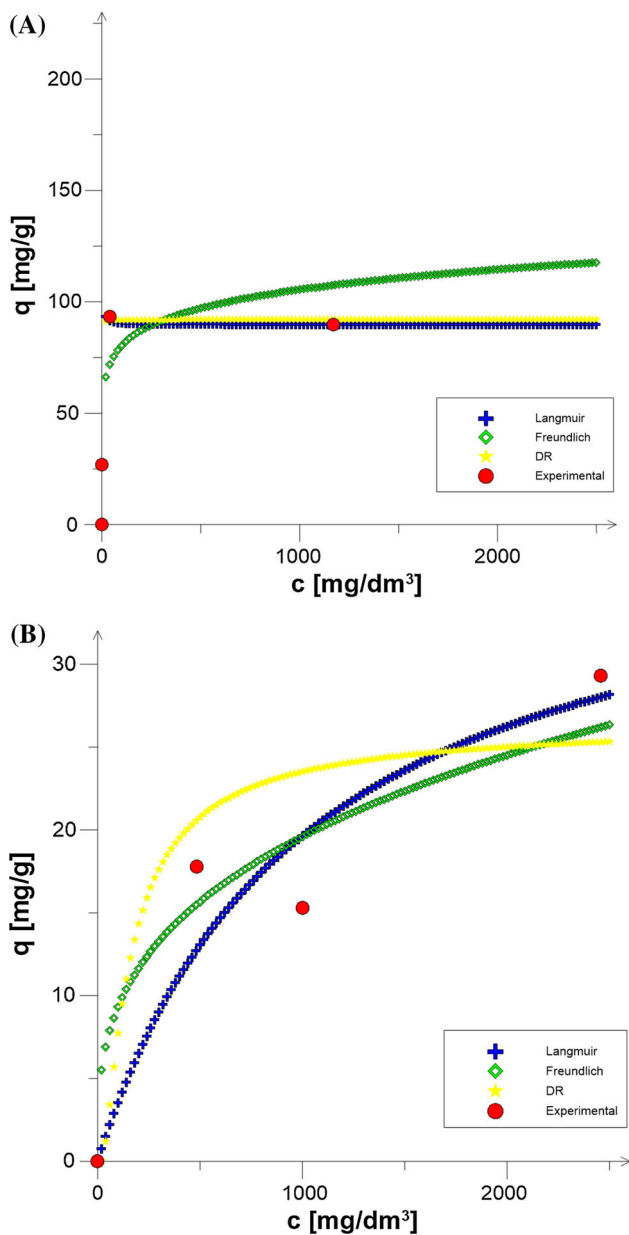 (A)
200
150
100
50
0
q [mg/g]
0
1000
2000
c [mg/dm³]
Langmuir
Freundlich
DR
Experimental
(B)
30
20
10
0
q [mg/g]
0
1000
2000
c [mg/dm³]
Langmuir
Freundlich
DR
Experimental